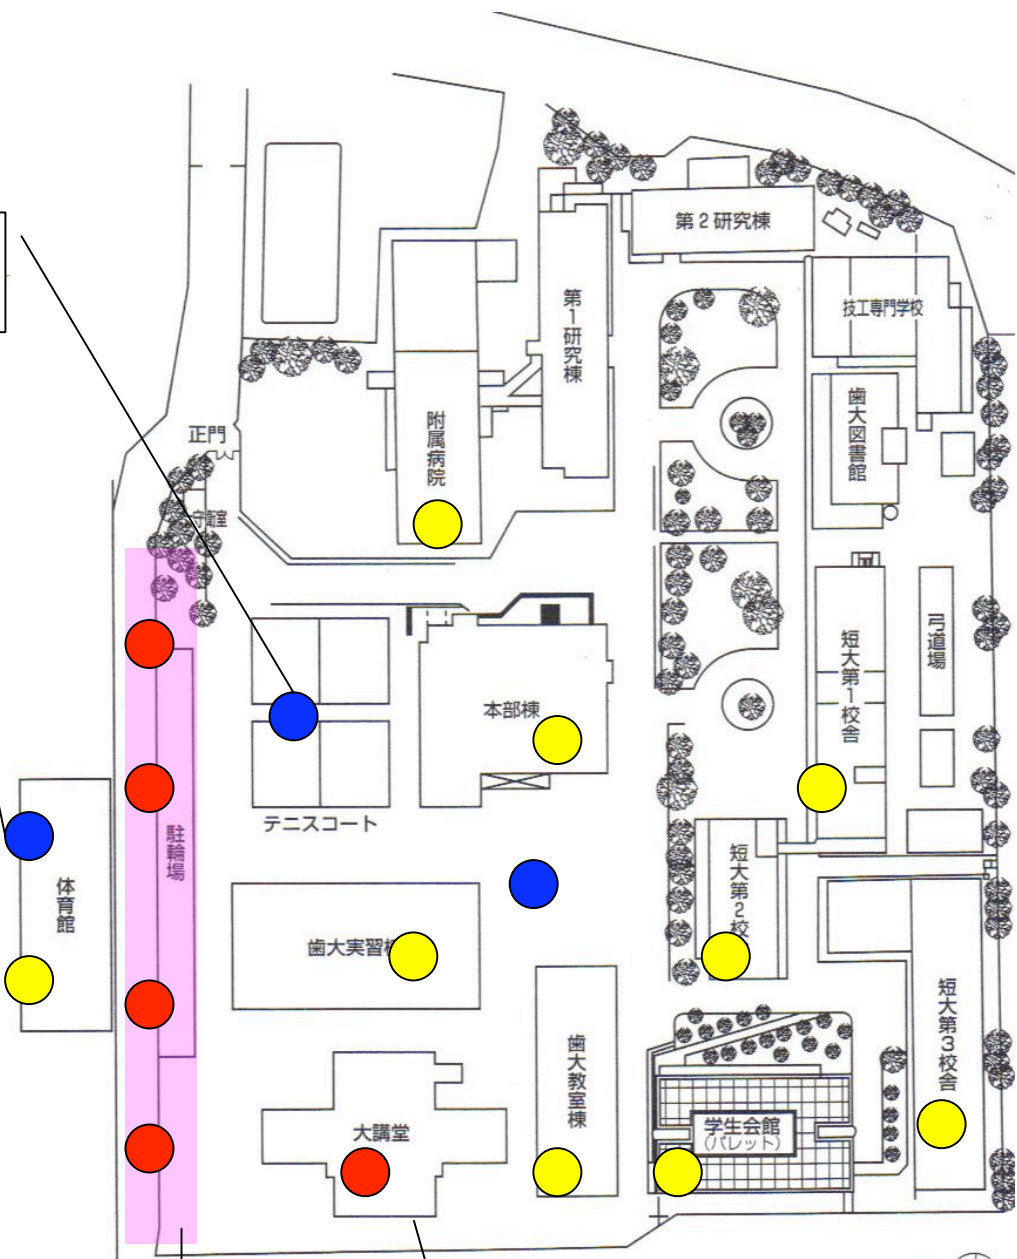 第2研究棟
第1研究棟
技工専門学校
歯大図書館
附属病院
正門
守衛室
弓道場
短大第1校舎
本部棟
テニスコート
駐輪場
体育館
短大第2校
歯大実習
短大第3校舎
歯大教室棟
学生会館
(パレット)
大講堂